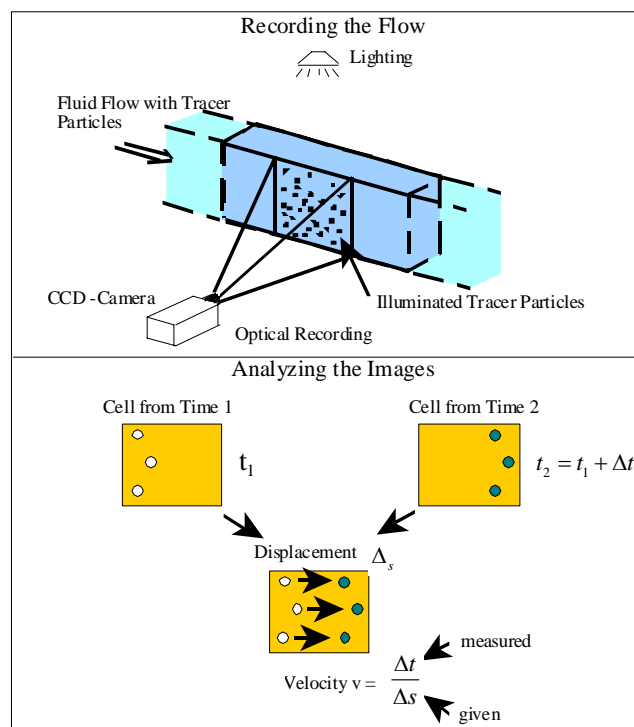 Recording the Flow
Lighting
Fluid Flow with Tracer
Particles
CCD -Camera
Illuminated Tracer Particles
Optical Recording
Analyzing the Images
Cell from Time 1
Cell from Time 2
t₁
t₂ = t₁ + Δt
Displacement Δₛ
measured
Velocity v = Δt/Δs
given